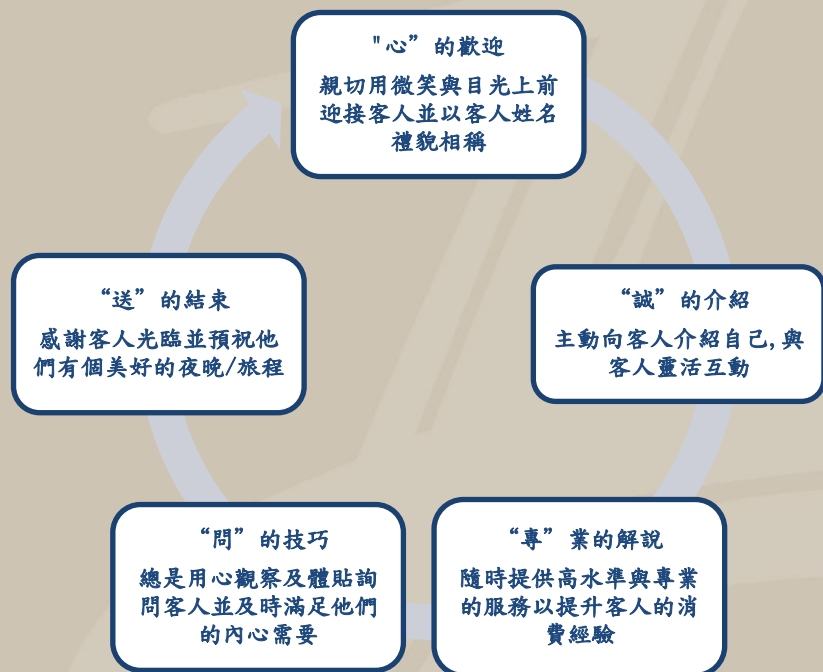 "心”的歡迎
親切用微笑與目光上前
迎接客人並以客人姓名
禮貌相稱
“誠”的介紹
主動向客人介紹自己,與
客人靈活互動
“專”業的解說
隨時提供高水準與專業
的服務以提升客人的消
費經驗
“問”的技巧
總是用心觀察及體貼詢
問客人並及時滿足他們
的內心需要
“送”的結束
感謝客人光臨並預祝他
們有個美好的夜晚/旅程